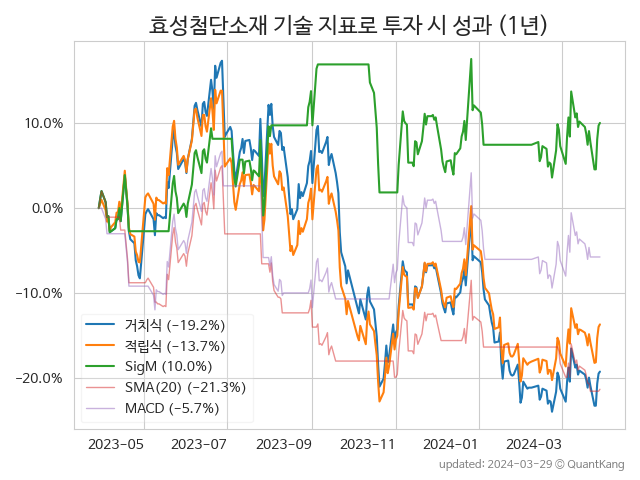 효성첨단소재 기술 지표로 투자 시 성과 (1년)
10.0%
0.0%
−10.0%
−20.0%
거치식 (−19.2%)
적립식 (−13.7%)
SigM (10.0%)
SMA(20) (−21.3%)
MACD (−5.7%)
2023-05
2023-07
2023-09
2023-11
2024-01
2024-03
updated: 2024-03-29 © QuantKang